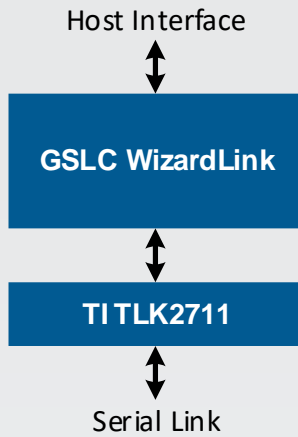 Host Interface
GSLC WizardLink
TI TLK2711
Serial Link